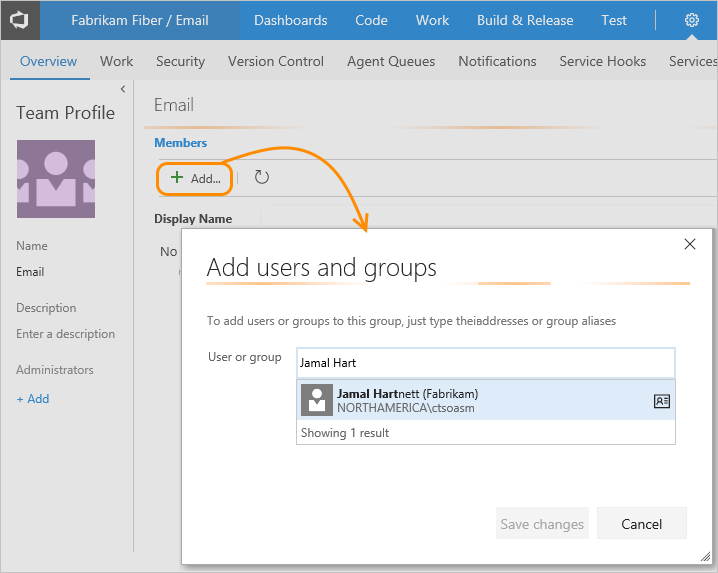 Fabrikam Fiber / Email Dashboards Code Work Build & Release Test
Overview Work Security Version Control Agent Queues Notifications Service Hooks Services
Team Profile
Email
Members
+ Add...
Display Name
No
Name
Email
Description
Enter a description
Administrators
+ Add
Add users and groups
To add users or groups to this group, just type their addresses or group aliases
User or group
Jamal Hart
Jamal Hartnett (Fabrikam)
NORTHAMERICA\ctsoasm
Showing 1 result
Save changes Cancel